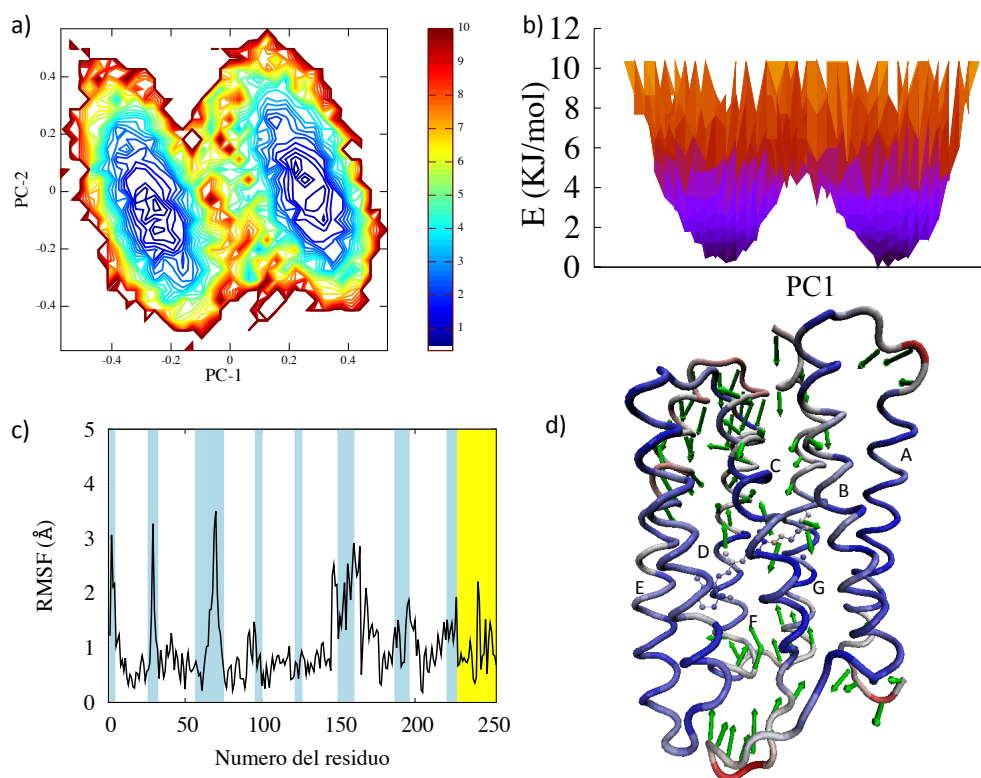 a)
0.4
0.2
0
-0.2
-0.4
PC-2
-0.4
-0.2
0
0.2
0.4
PC-1
10
9
8
7
6
5
4
3
2
1
b)
12
10
8
6
4
2
0
E (KJ/mol)
PC1
c)
5
4
3
2
1
0
RMSF (Å)
0
50
100
150
200
250
Numero del residuo
d)
A
C
B
D
E
G
F